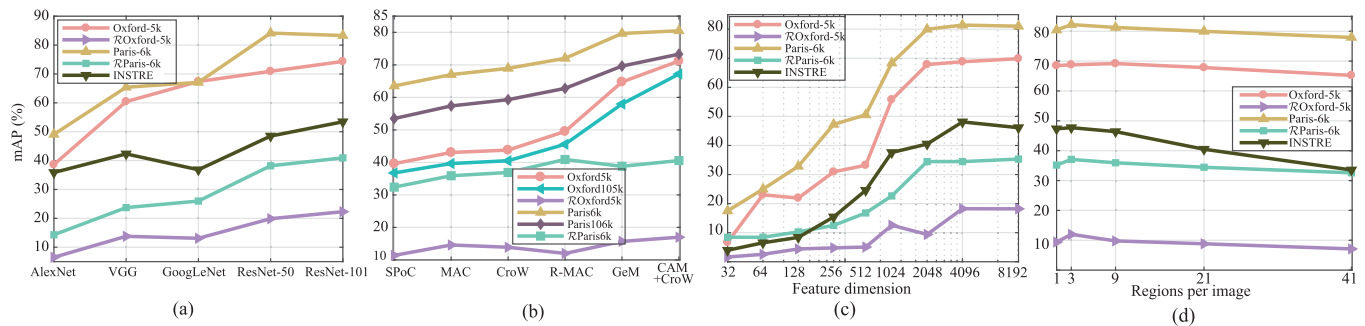 mAP (%)
90
80
70
60
50
40
30
20
10
AlexNet VGG GoogLeNet ResNet-50 ResNet-101
Oxford-5k
ROxford-5k
Paris-6k
RParis-6k
INSTRE
(a)
85
80
70
60
50
40
30
20
10
SPoC MAC CroW R-MAC GeM CAM
+CroW
Oxford5k
Oxford105k
ROxford5k
Paris6k
Paris106k
RParis6k
(b)
80
70
60
50
40
30
20
10
32 64 128 256 512 1024 2048 4096 8192
Feature dimension
Oxford-5k
ROxford-5k
Paris-6k
RParis-6k
INSTRE
(c)
80
70
60
50
40
30
20
10
1 3 9 21 41
Regions per image
Oxford-5k
ROxford-5k
Paris-6k
RParis-6k
INSTRE
(d)